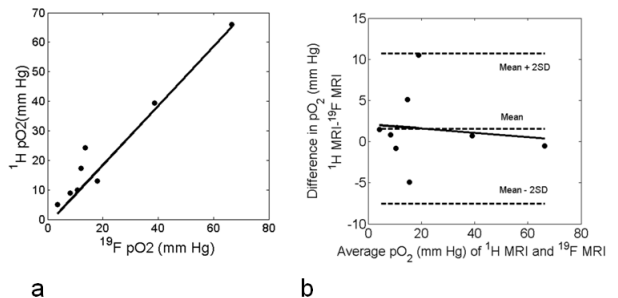 70
60
50
40
30
20
10
0
¹H pO2(mm Hg)
0 20 40 60 80
¹⁹F pO2 (mm Hg)
a
15
10
5
0
-5
-10
Difference in pO₂ (mm Hg)
¹H MRI-¹⁹F MRI
Mean + 2SD
Mean
Mean - 2SD
0 20 40 60 80
Average pO₂ (mm Hg) of ¹H MRI and ¹⁹F MRI
b